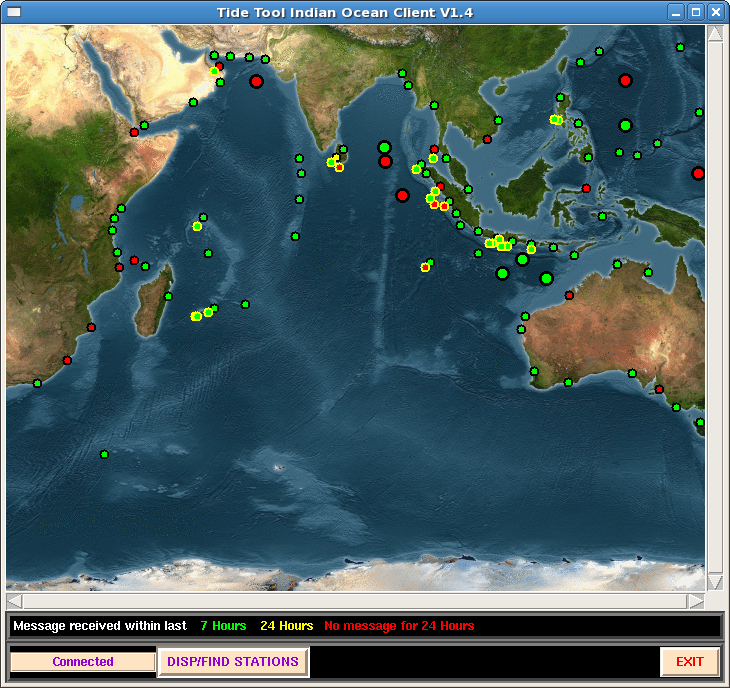 Tide Tool Indian Ocean Client V1.4
Message received within last 7 Hours 24 Hours No message for 24 Hours
Connected DISP/FIND STATIONS EXIT